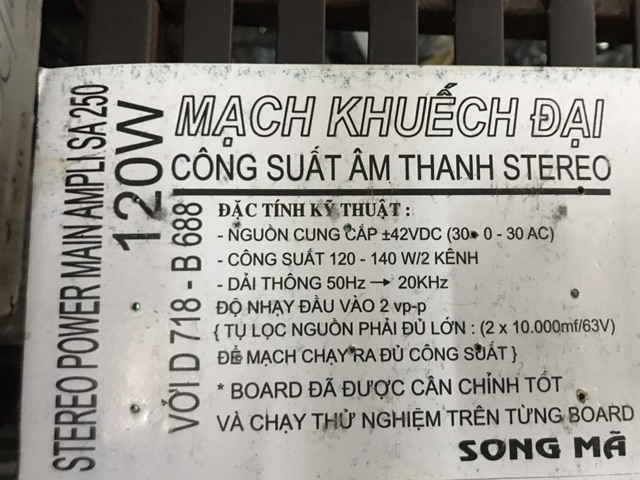 STEREO POWER MAIN AMPLI SA 250
120W
VỚI D 718 - B 688
MẠCH KHUẾCH ĐẠI
CÔNG SUẤT ÂM THANH STEREO
ĐẶC TÍNH KỸ THUẬT :
- NGUỒN CUNG CẤP ±42VDC (30 - 0 - 30 AC)
- CÔNG SUẤT 120 - 140 W/2 KÊNH
- DẢI THÔNG 50Hz → 20KHz
ĐỘ NHẠY ĐẦU VÀO 2 vp-p
{ TỤ LỌC NGUỒN PHẢI ĐỦ LỚN : (2 x 10.000mf/63V)
ĐỂ MẠCH CHẠY RA ĐỦ CÔNG SUẤT }
* BOARD ĐÃ ĐƯỢC CÂN CHỈNH TỐT
VÀ CHẠY THỬ NGHIỆM TRÊN TỪNG BOARD
SONG MÃ